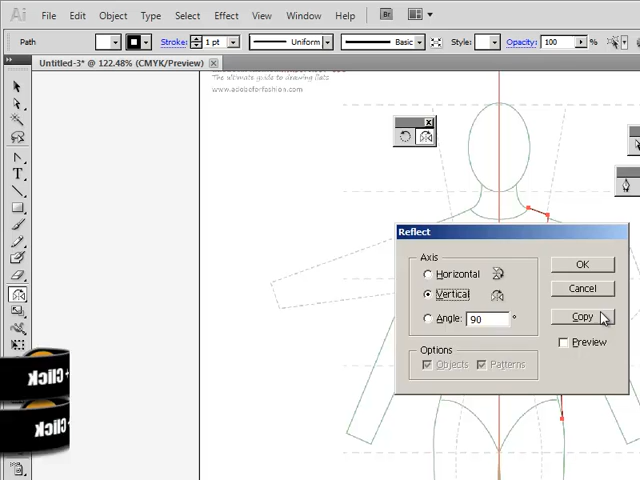 Ai File Edit Object Type Select Effect View Window Help Br
Path Stroke: 1 pt Uniform Basic Style: Opacity: 100
Untitled-3* @ 122.48% (CMYK/Preview)
The ultimate guide to drawing flats
www.adobeforfashion.com
Reflect
Axis
Horizontal
Vertical
Angle: 90 °
OK
Cancel
Copy
Preview
Options
Objects Patterns
+ Click
+ Click